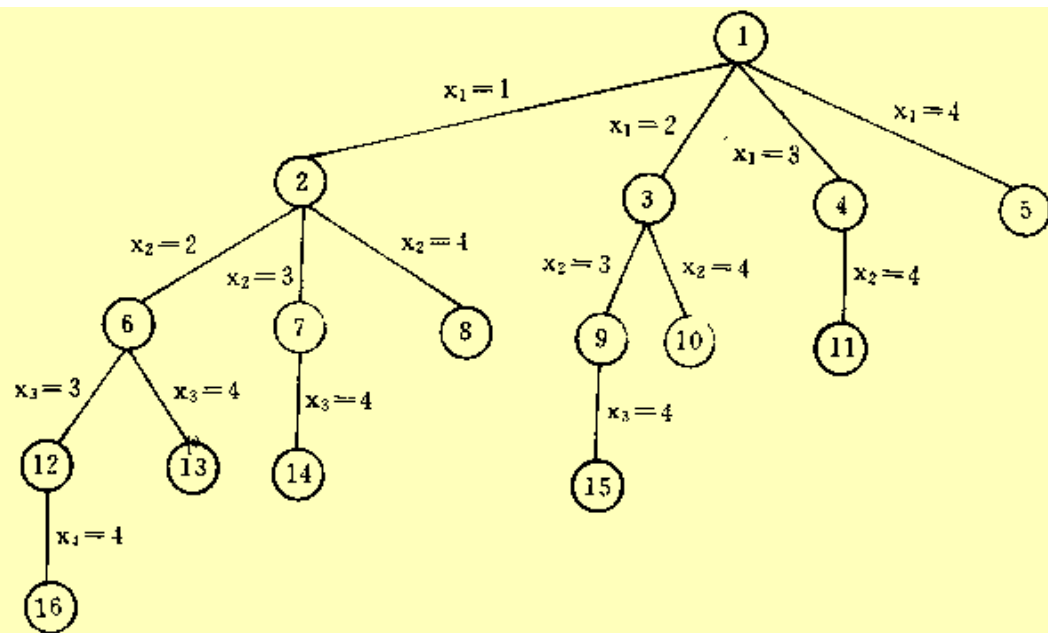 1
x₁=1
x₁=2
x₁=3
x₁=4
2
3
4
5
x₂=2
x₂=3
x₂=4
x₂=3
x₂=4
x₂=4
6
7
8
9
10
11
x₃=3
x₃=4
x₃=4
x₃=4
12
13
14
15
x₄=4
16